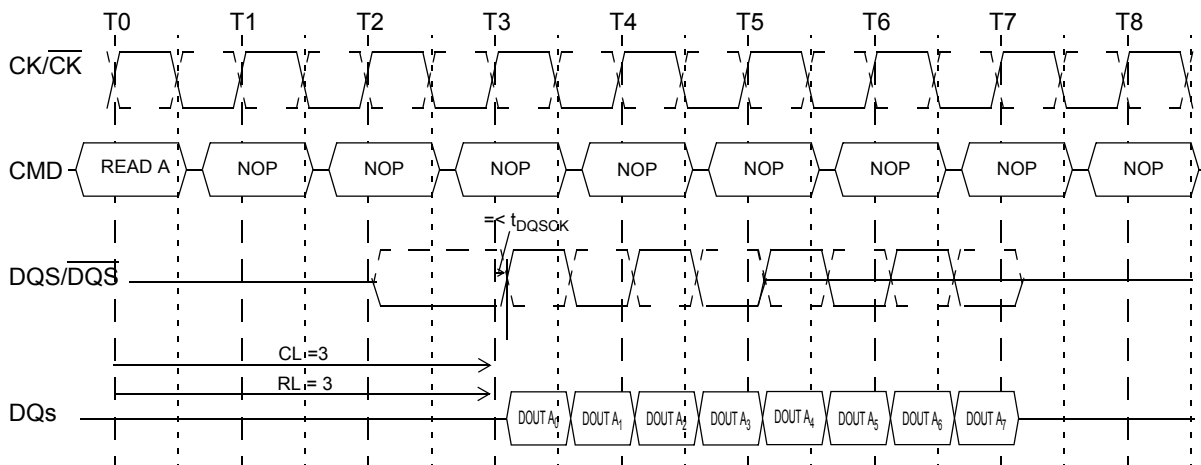 T0 T1 T2 T3 T4 T5 T6 T7 T8
CK/C̅K̅
CMD READ A NOP NOP NOP NOP NOP NOP NOP NOP
=< tDQSCK
DQS/D̅Q̅S̅
CL =3
RL = 3
DQs DOUT A0 DOUT A1 DOUT A2 DOUT A3 DOUT A4 DOUT A5 DOUT A6 DOUT A7